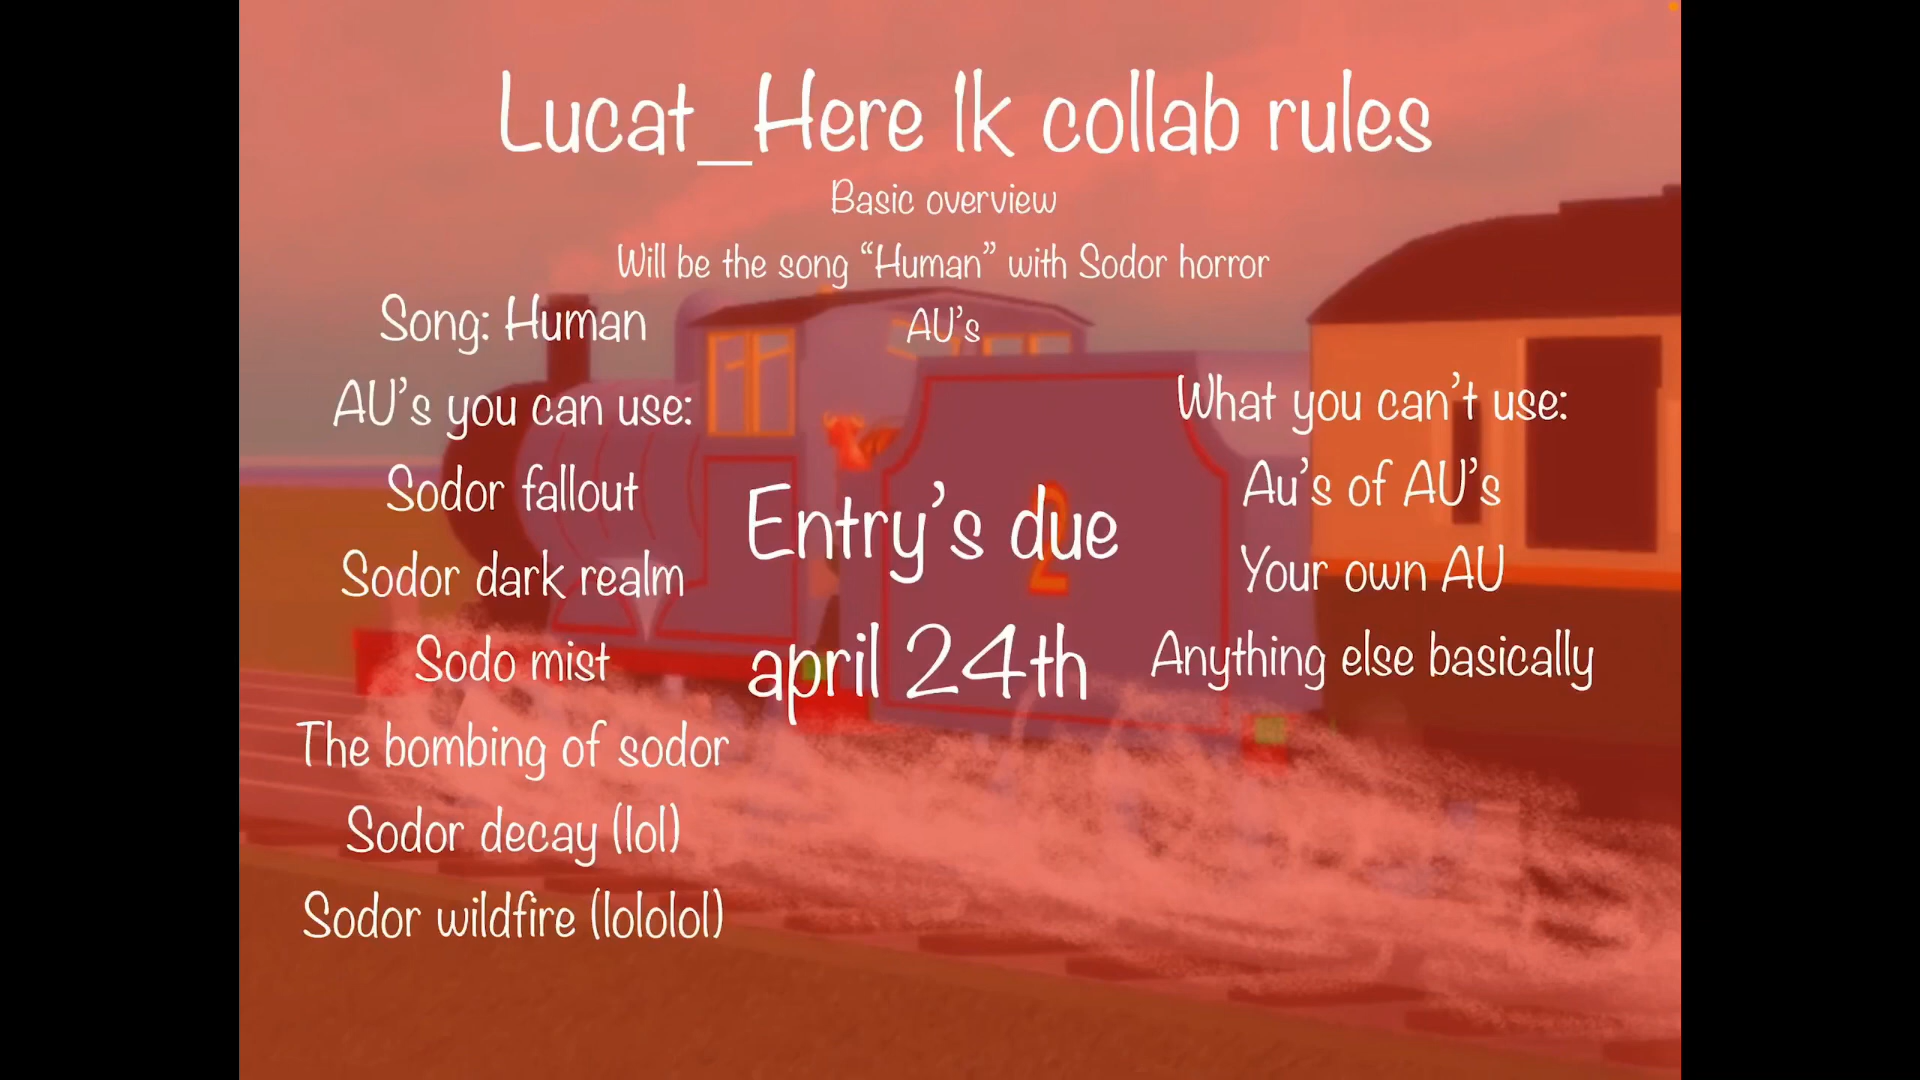 Lucat_Here 1k collab rules
Basic overview
Will be the song “Human” with Sodor horror
AU’s
Song: Human
AU’s you can use:
Sodor fallout
Sodor dark realm
Sodo mist
The bombing of sodor
Sodor decay (lol)
Sodor wildfire (lololol)
Entry’s due
april 24th
2
What you can’t use:
Au’s of AU’s
Your own AU
Anything else basically